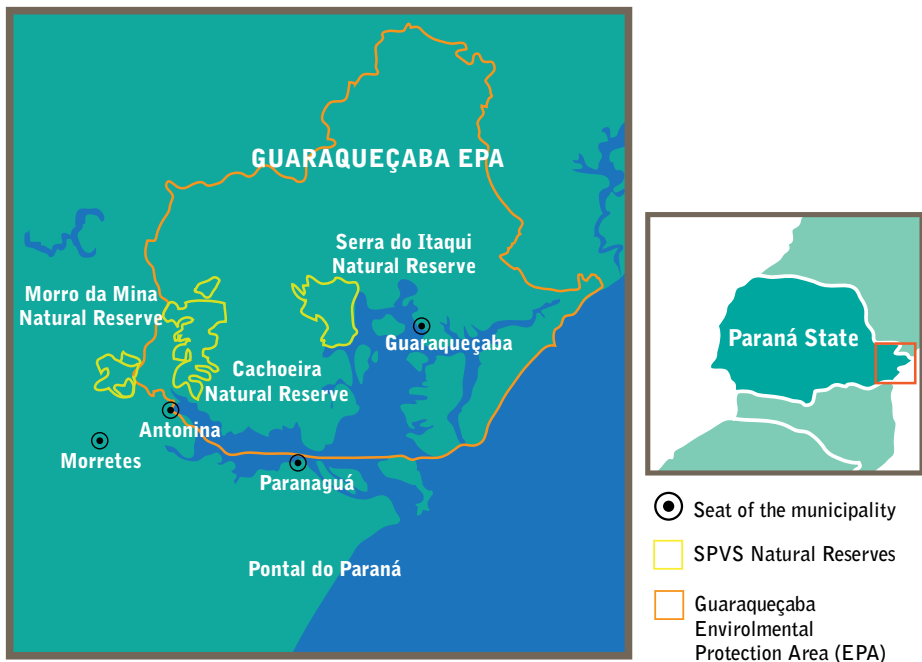 GUARAQUEÇABA EPA
Serra do Itaqui
Natural Reserve
Morro da Mina
Natural Reserve
Guaraqueçaba
Cachoeira
Natural Reserve
Antonina
Morretes
Paranaguá
Pontal do Paraná
Paraná State
Seat of the municipality
SPVS Natural Reserves
Guaraqueçaba
Envirolmental
Protection Area (EPA)